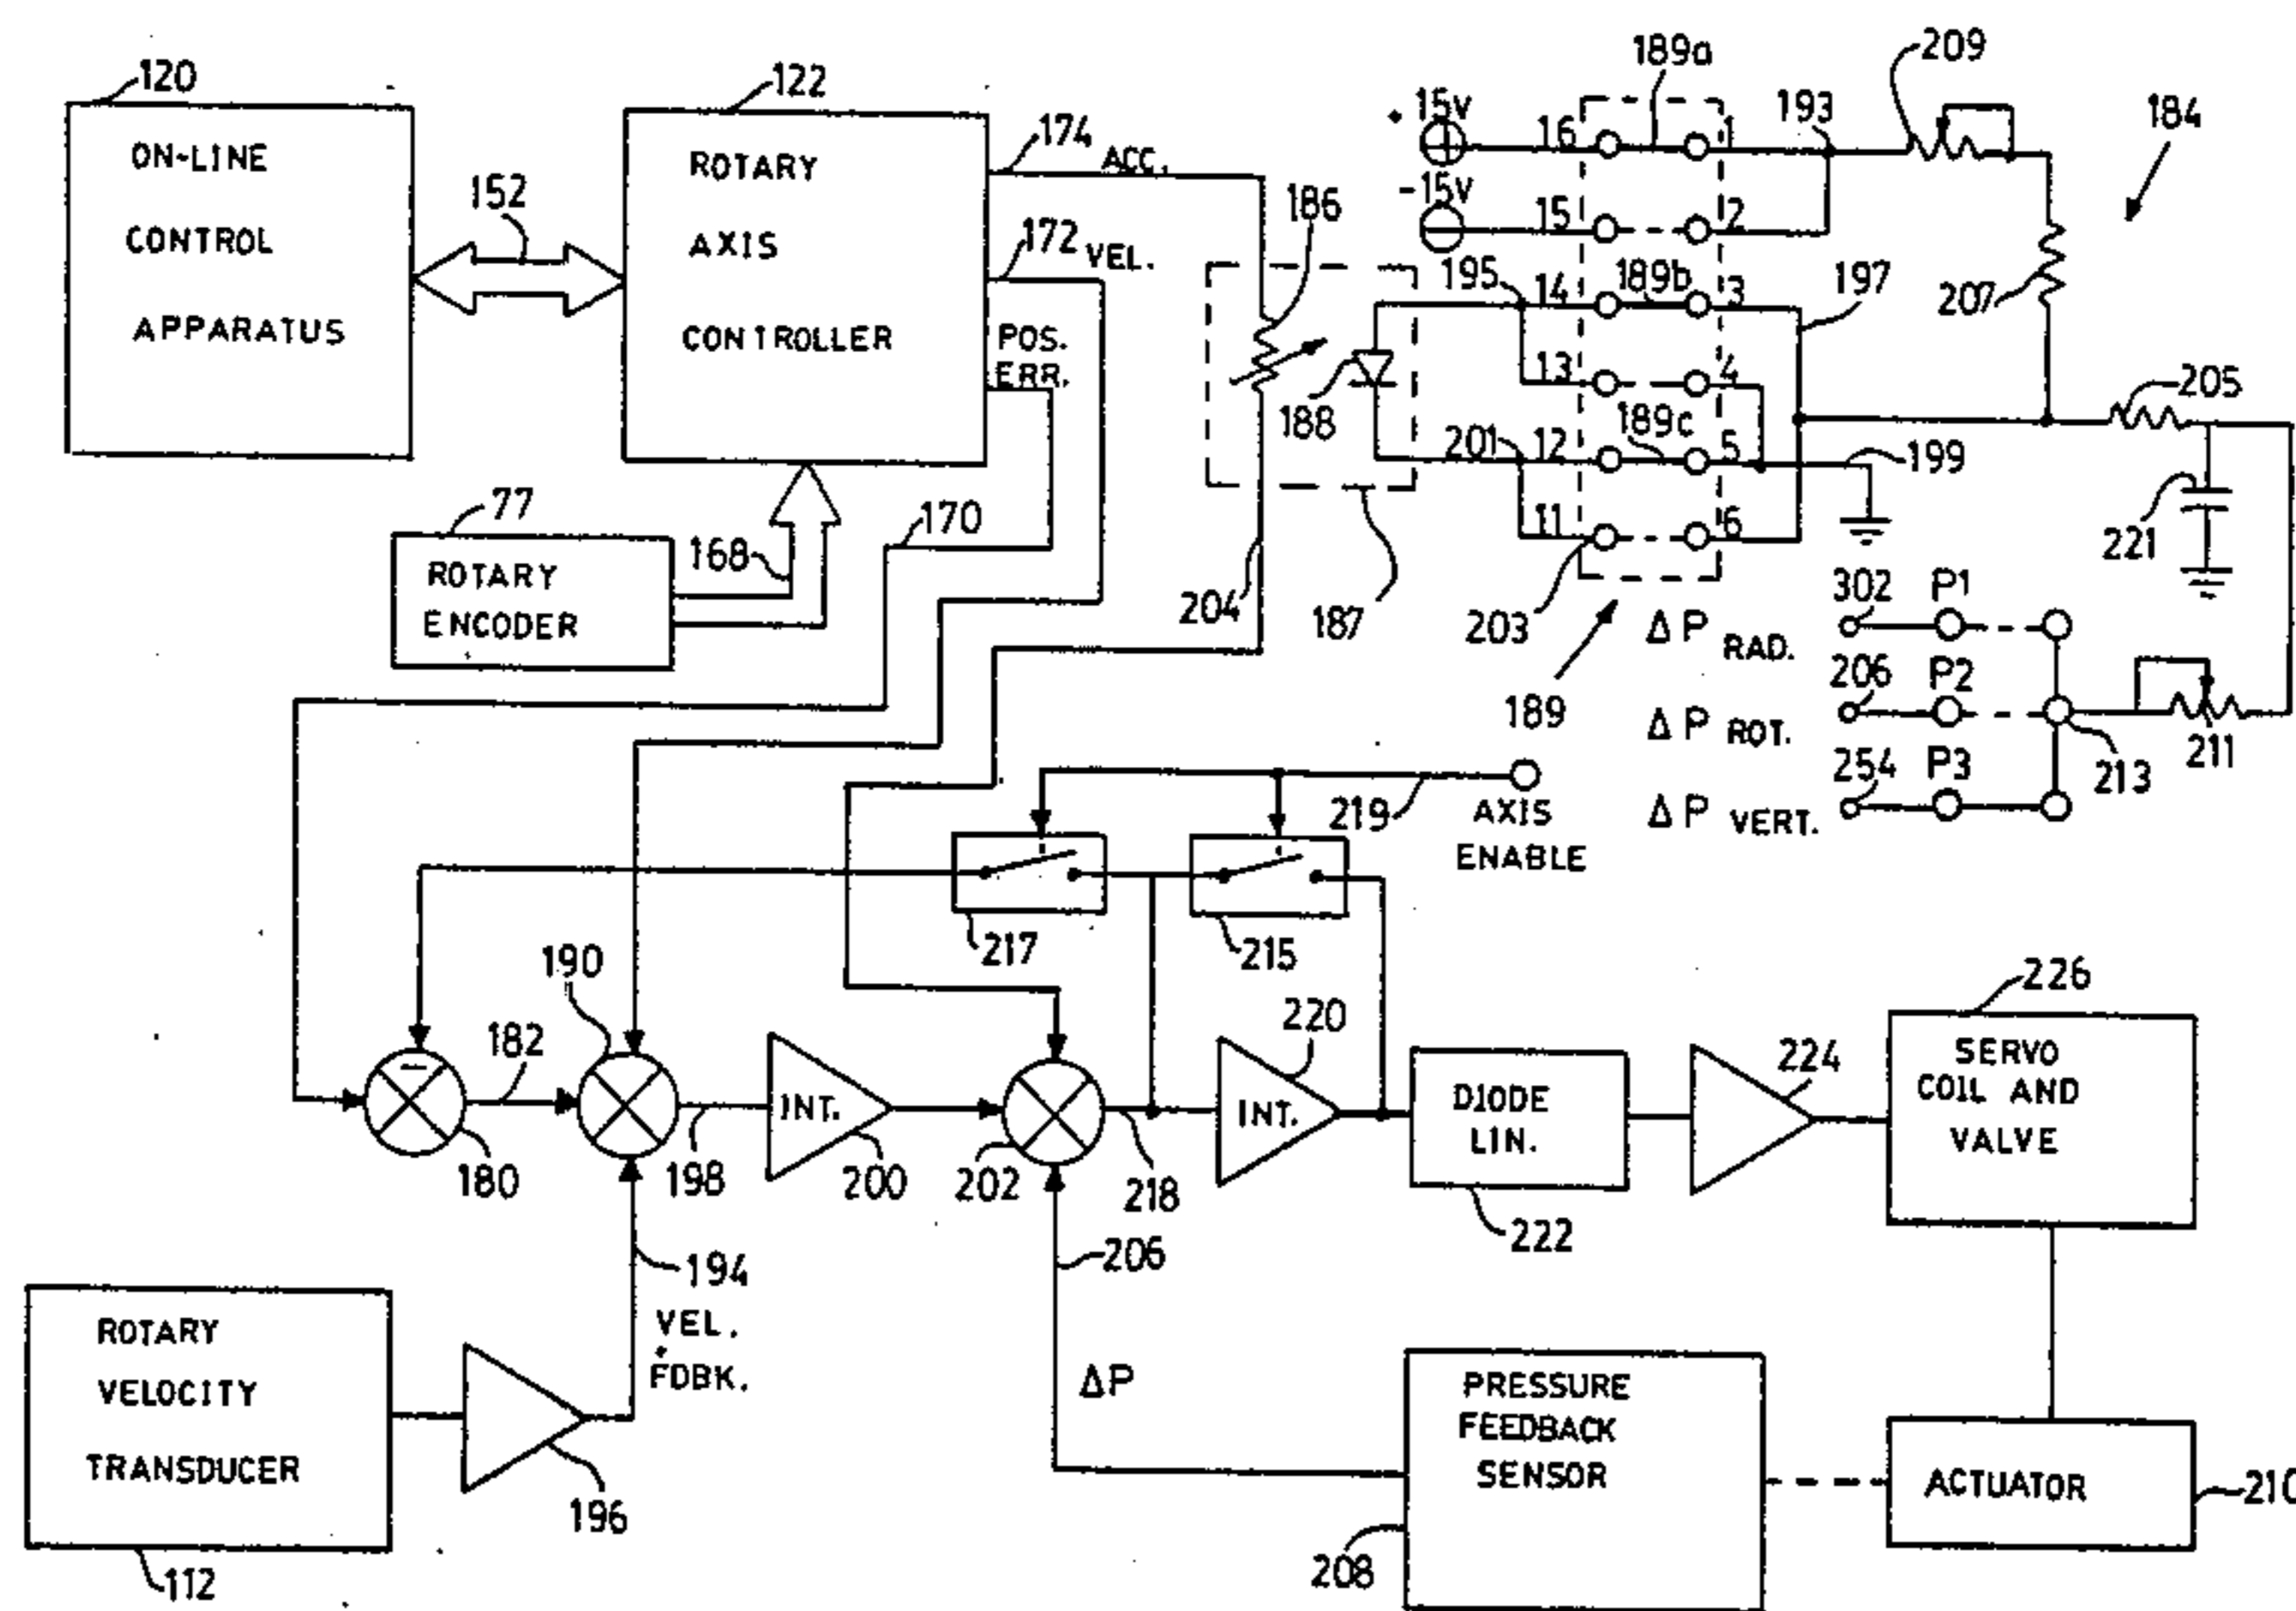 120
ON-LINE
CONTROL
APPARATUS
152
122
ROTARY
AXIS
CONTROLLER
174
ACC.
172
VEL.
POS.
ERR.
77
ROTARY
ENCODER
168
170
186
188
187
204
15V
-15V
189a
16
1
15
2
195
14
189b
3
13
4
201
12
189c
5
11
6
203
189
193
209
184
207
197
199
205
221
ΔP RAD.
302
P1
ΔP ROT.
206
P2
ΔP VERT.
254
P3
213
211
219
AXIS
ENABLE
217
215
190
182
-
180
198
INT.
200
202
218
220
INT.
DIODE
LIN.
222
224
226
SERVO
COIL AND
VALVE
206
194
VEL.
FDBK.
ΔP
ROTARY
VELOCITY
TRANSDUCER
112
196
PRESSURE
FEEDBACK
SENSOR
208
ACTUATOR
210